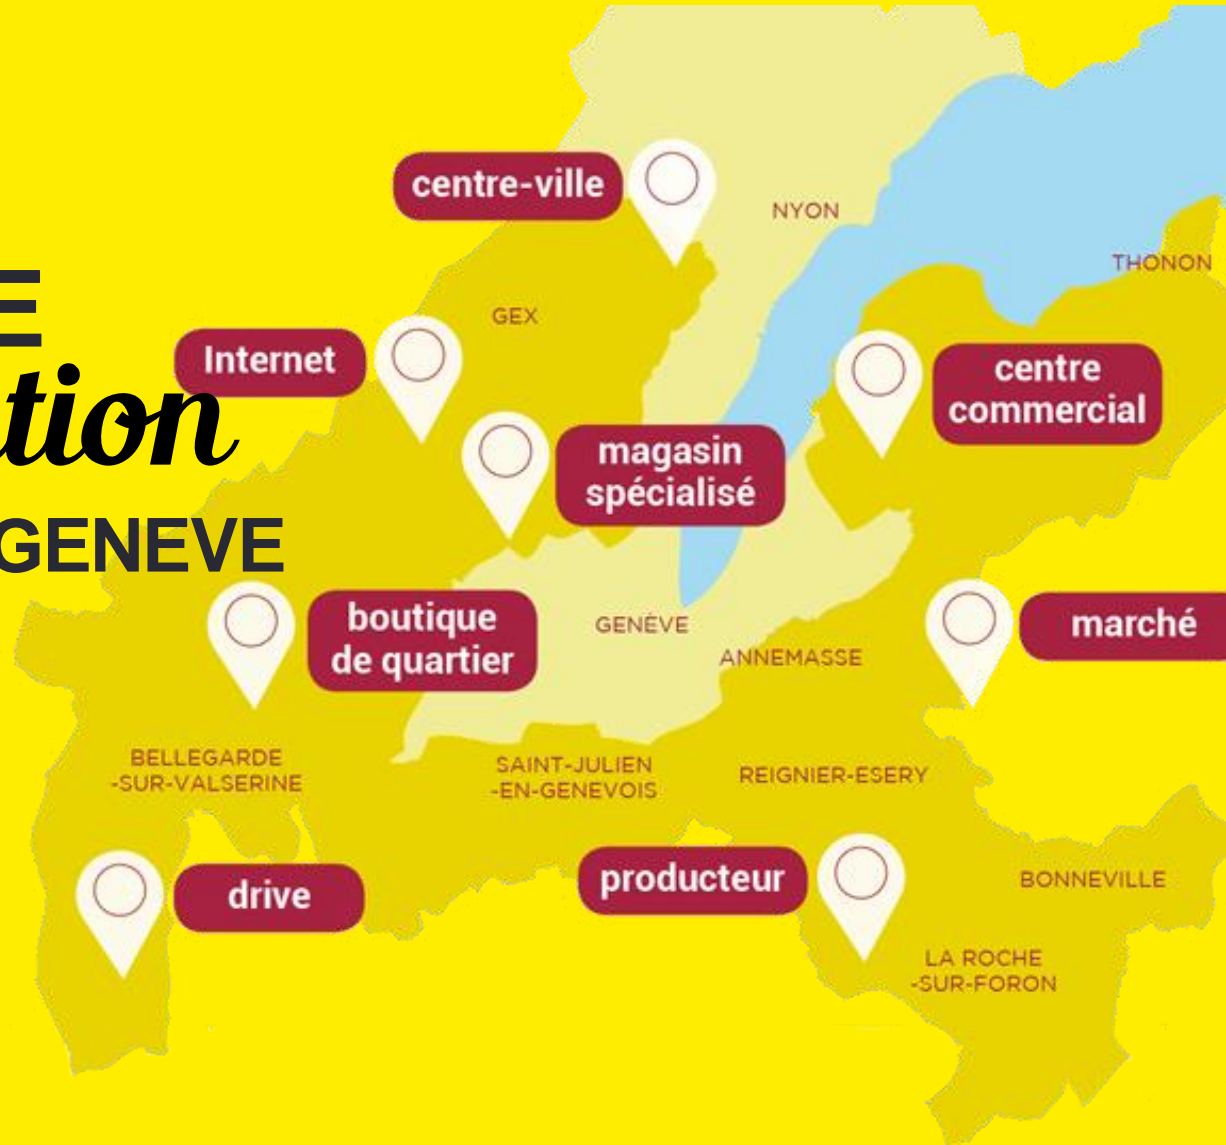 centre-ville
NYON
THONON
E
GEX
Internet
centre
commercial
tion
magasin
spécialisé
GENEVE
boutique
de quartier
GENÈVE
marché
ANNEMASSE
BELLEGARDE
-SUR-VALSERINE
SAINT-JULIEN
-EN-GENEVOIS
REIGNIER-ESERY
drive
producteur
BONNEVILLE
LA ROCHE
-SUR-FORON